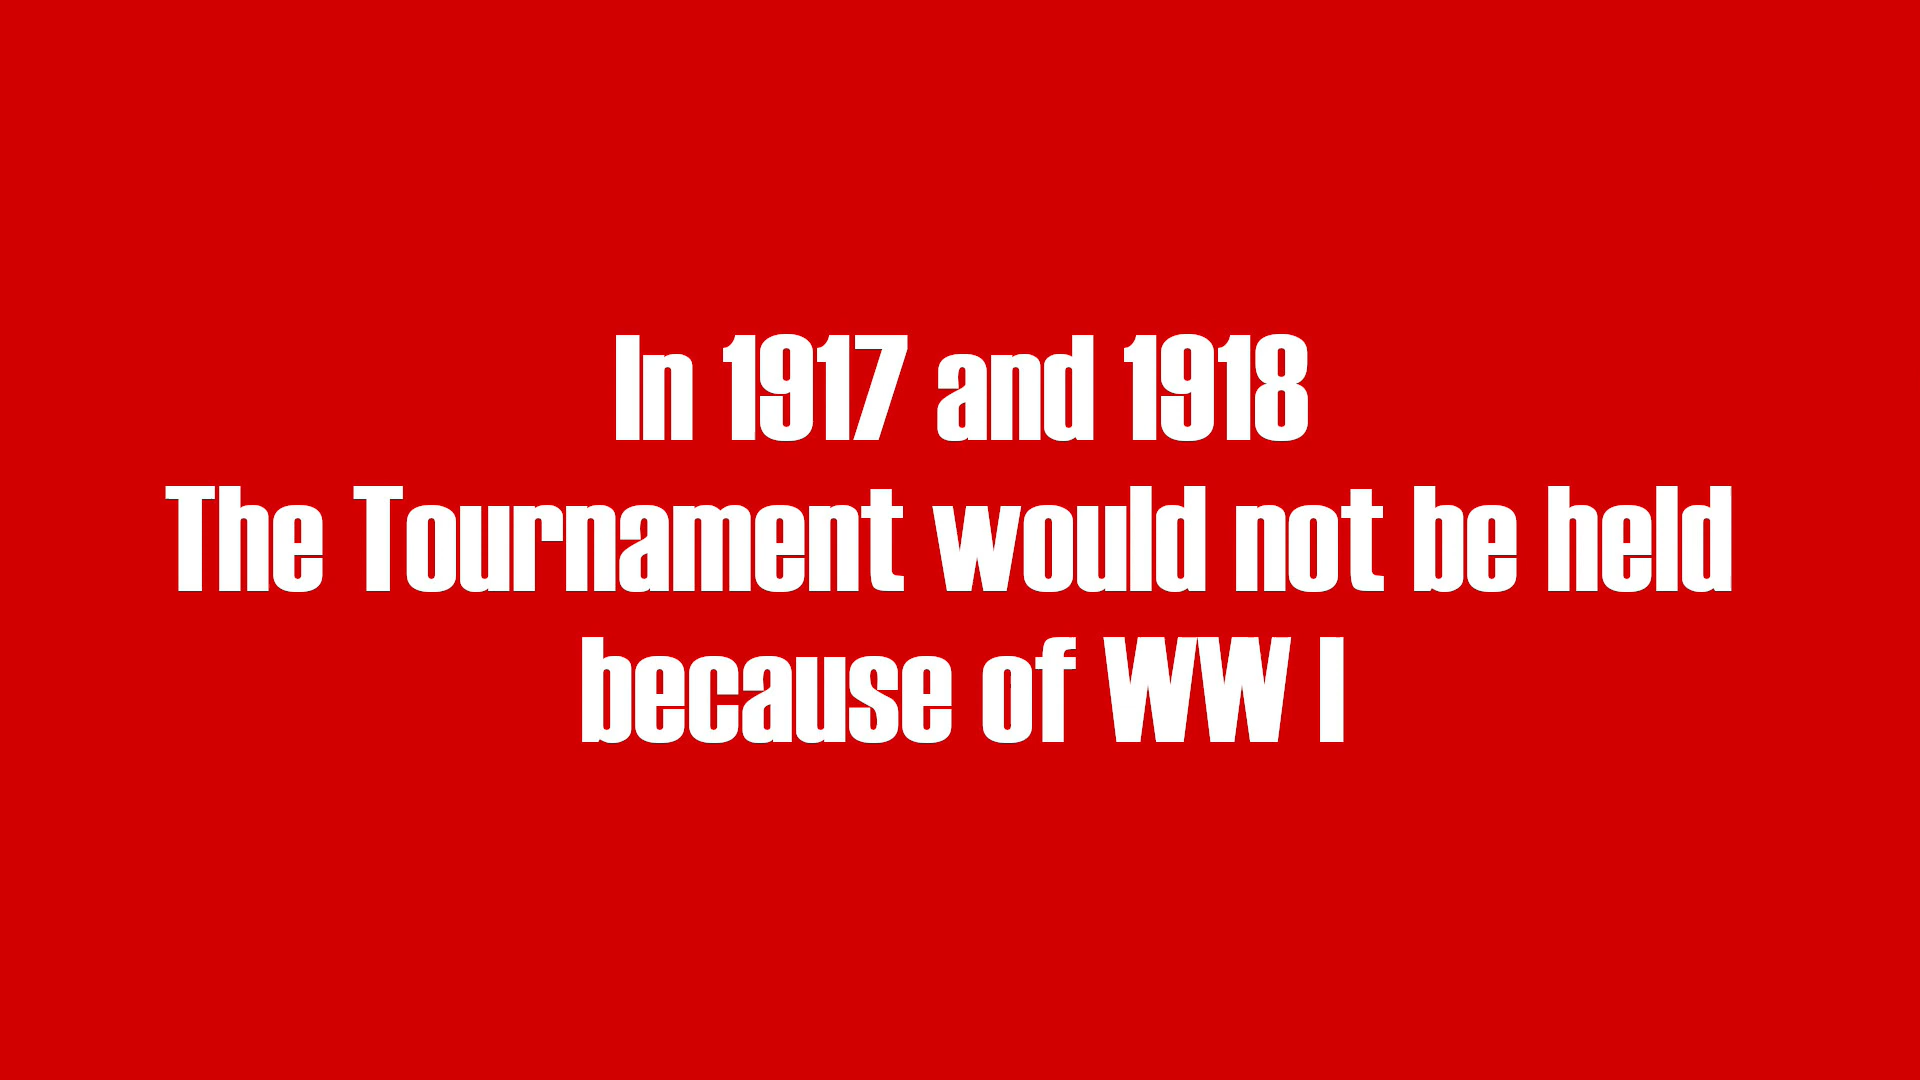 In 1917 and 1918
The Tournament would not be held
because of WW I